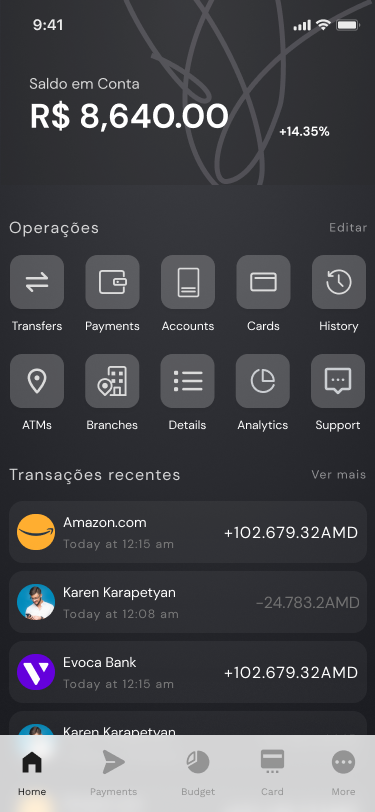 9:41
Saldo em Conta
R$ 8,640.00
+14.35%
Operações
Editar
Transfers
Payments
Accounts
Cards
History
ATMs
Branches
Details
Analytics
Support
Transações recentes
Ver mais
Amazon.com
+102.679.32AMD
Today at 12:15 am
Karen Karapetyan
-24.783.2AMD
Today at 12:08 am
Evoca Bank
+102.679.32AMD
Today at 12:15 am
Karen Karapetyan
Home
Payments
Budget
Card
More